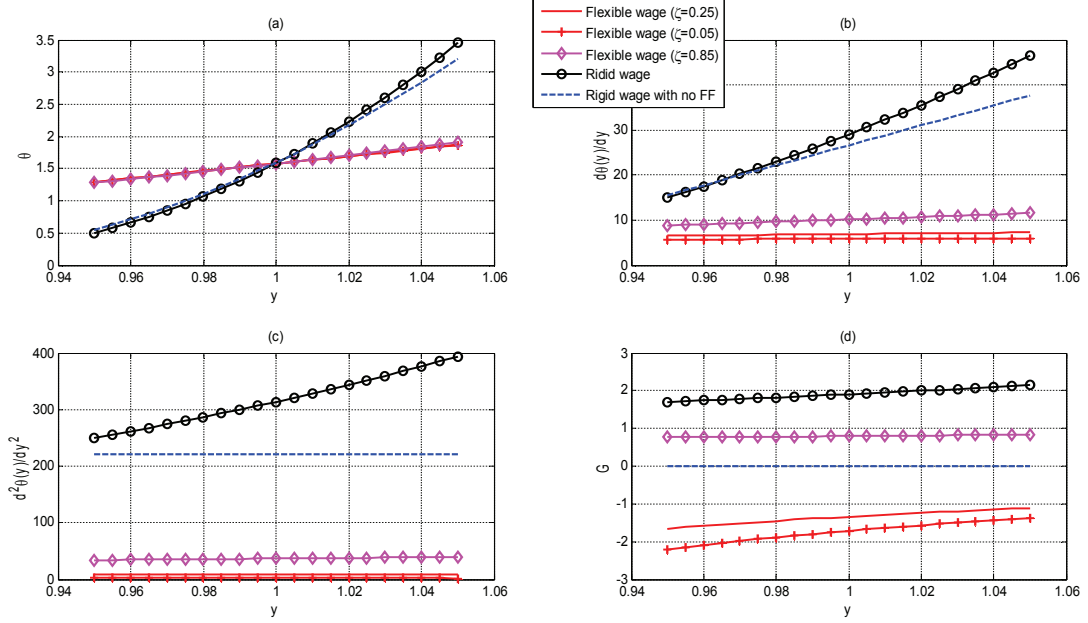 (a)
3.5
3
2.5
2
1.5
1
0.5
0
θ
0.94 0.96 0.98 1 1.02 1.04 1.06
y
Flexible wage (ζ=0.25)
Flexible wage (ζ=0.05)
Flexible wage (ζ=0.85)
Ridid wage
Rigid wage with no FF
(b)
30
20
10
0
dθ(y)/dy
0.94 0.96 0.98 1 1.02 1.04 1.06
y
(c)
400
300
200
100
0
d²θ(y)/dy²
0.94 0.96 0.98 1 1.02 1.04 1.06
y
(d)
3
2
1
0
-1
-2
-3
G
0.94 0.96 0.98 1 1.02 1.04 1.06
y